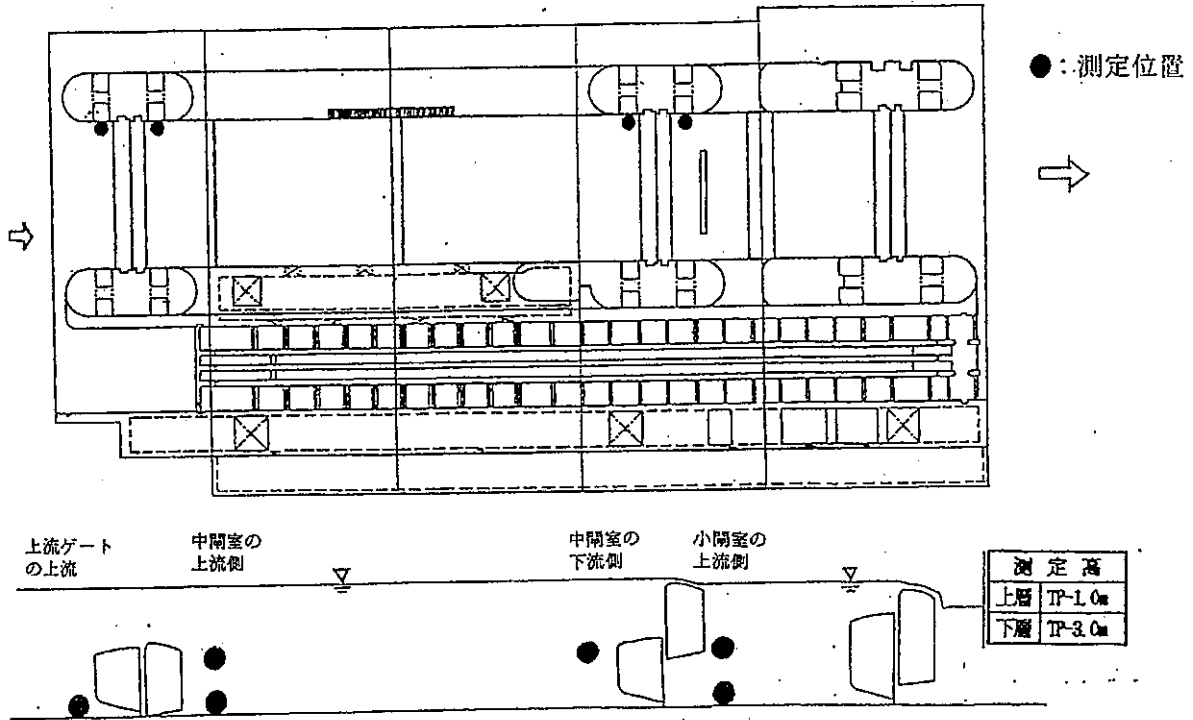 ●：測定位置
上流ゲート
の上流
中閘室の
上流側
中閘室の
下流側
小閘室の
上流側
測定高
上層 TP-1.0m
下層 TP-3.0m